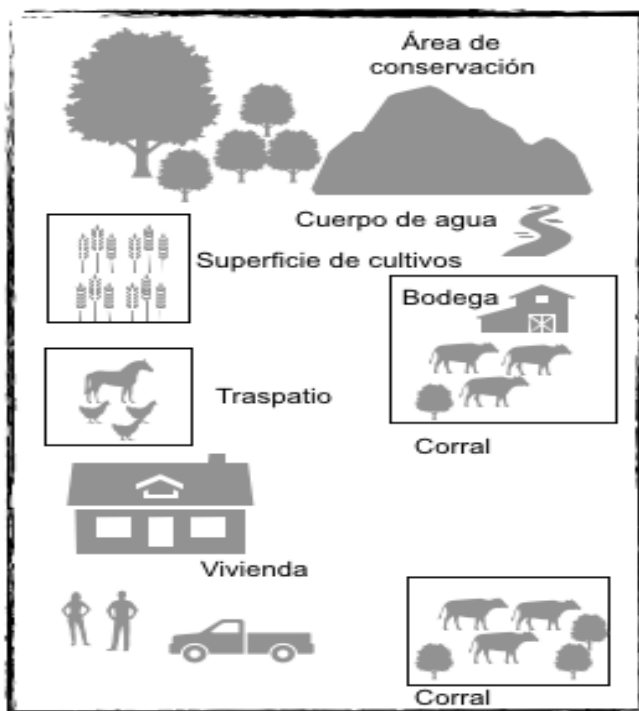 Área de
conservación
Cuerpo de agua
Superficie de cultivos
Bodega
Traspatio
Corral
Vivienda
Corral